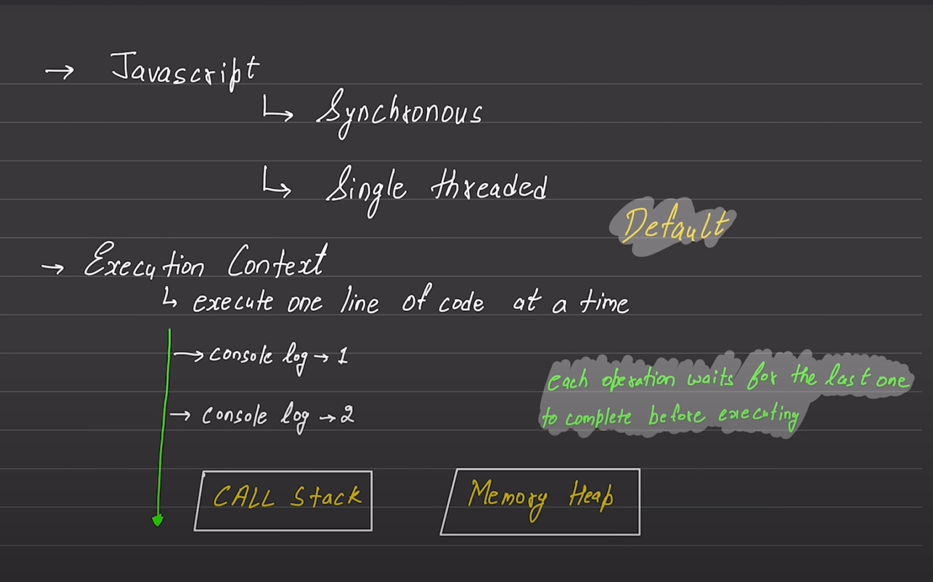 → Javascript
↳ Synchronous
↳ Single threaded
Default
→ Execution Context
↳ execute one line of code at a time
→ console log → 1
each operation waits for the last one
→ console log → 2
to complete before executing
CALL Stack
Memory Heap